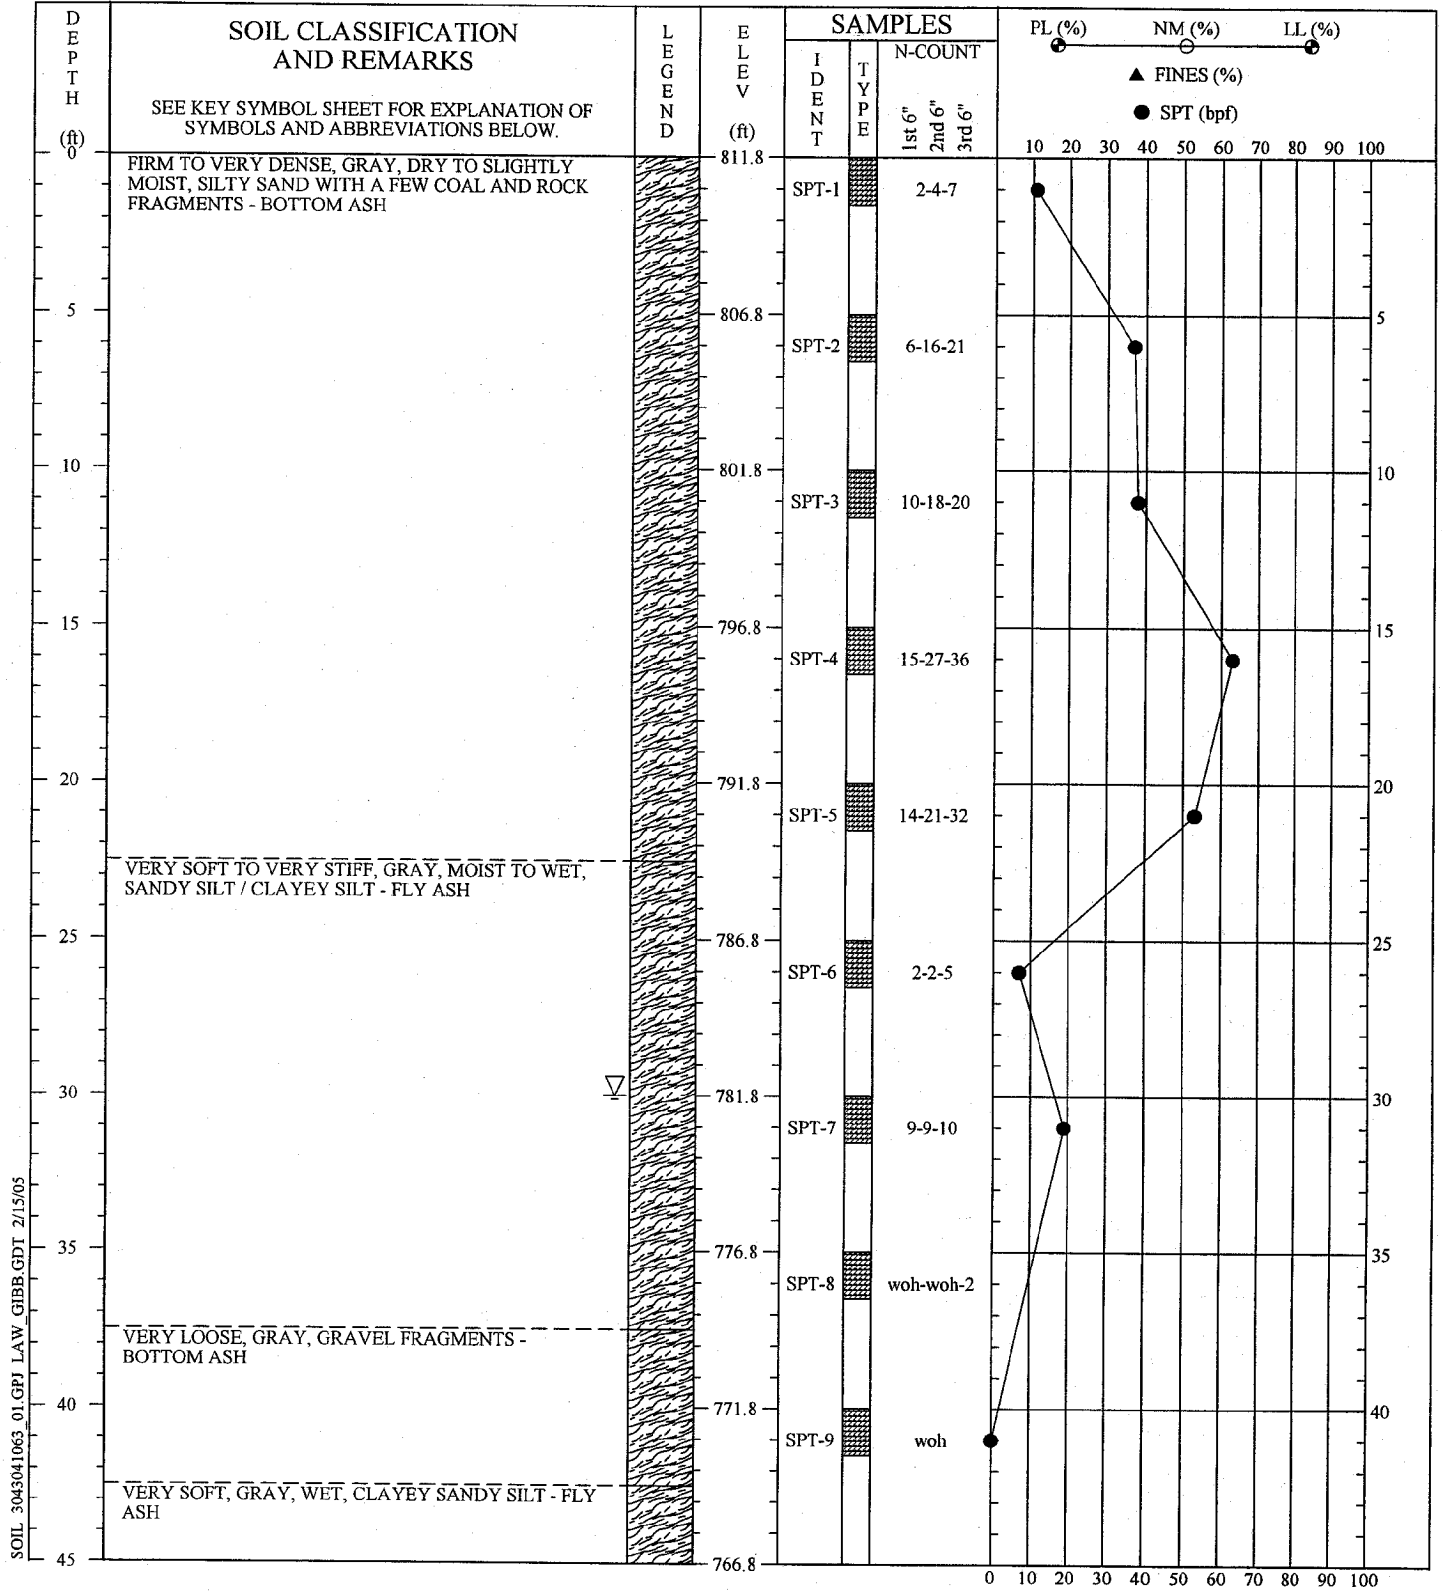 DEPTH
(ft)
SOIL CLASSIFICATION
AND REMARKS
SEE KEY SYMBOL SHEET FOR EXPLANATION OF
SYMBOLS AND ABBREVIATIONS BELOW.
LEGEND
ELEV
(ft)
SAMPLES
IDENT
TYPE
N-COUNT
1st 6"
2nd 6"
3rd 6"
PL (%) NM (%) LL (%)
▲ FINES (%)
● SPT (bpf)
10 20 30 40 50 60 70 80 90 100
0
FIRM TO VERY DENSE, GRAY, DRY TO SLIGHTLY
MOIST, SILTY SAND WITH A FEW COAL AND ROCK
FRAGMENTS - BOTTOM ASH
811.8
SPT-1 2-4-7
5 806.8 5
SPT-2 6-16-21
10 801.8 10
SPT-3 10-18-20
15 796.8 15
SPT-4 15-27-36
20 791.8 20
SPT-5 14-21-32
VERY SOFT TO VERY STIFF, GRAY, MOIST TO WET,
SANDY SILT / CLAYEY SILT - FLY ASH
25 786.8 25
SPT-6 2-2-5
30 781.8 30
SPT-7 9-9-10
35 776.8 35
SPT-8 woh-woh-2
VERY LOOSE, GRAY, GRAVEL FRAGMENTS -
BOTTOM ASH
40 771.8 40
SPT-9 woh
VERY SOFT, GRAY, WET, CLAYEY SANDY SILT - FLY
ASH
45 766.8
0 10 20 30 40 50 60 70 80 90 100
SOIL 3043041063_01.GPJ LAW_GIBB.GDT 2/15/05